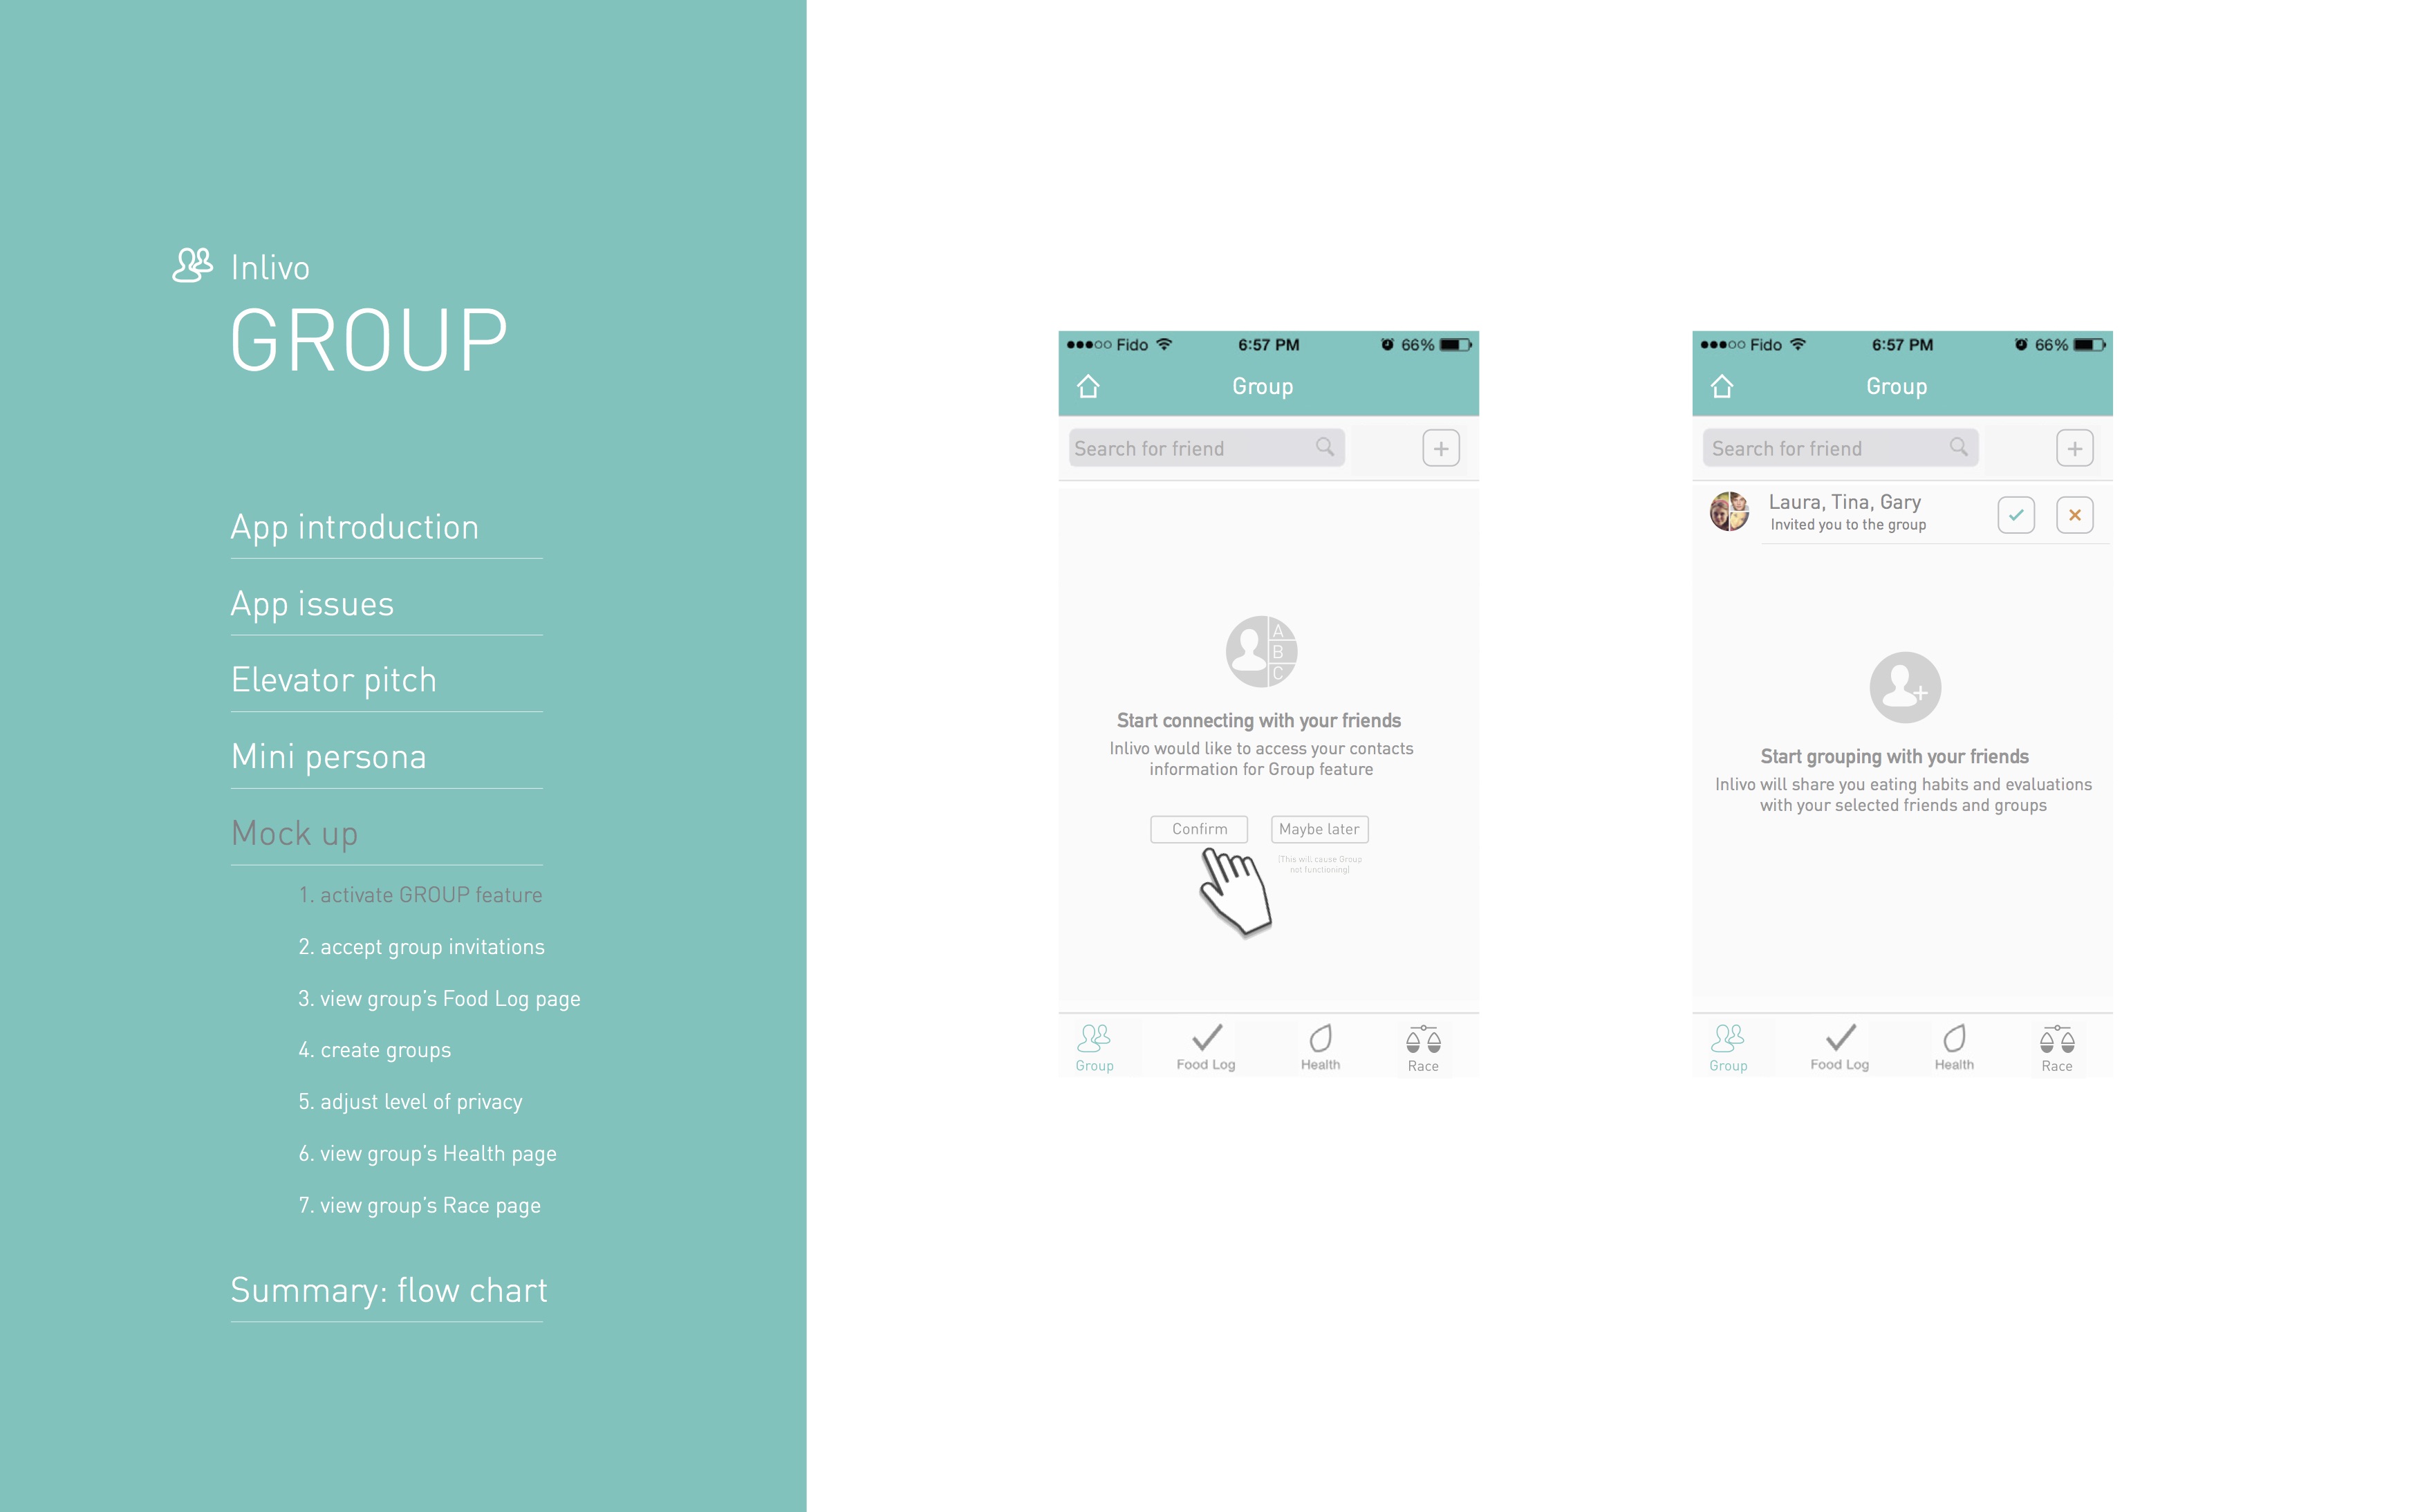 Inlivo
GROUP
App introduction
App issues
Elevator pitch
Mini persona
Mock up
1. activate GROUP feature
2. accept group invitations
3. view group's Food Log page
4. create groups
5. adjust level of privacy
6. view group's Health page
7. view group's Race page
Summary: flow chart
Fido 6:57 PM 66%
Group
Search for friend
A
B
C
Start connecting with your friends
Inlivo would like to access your contacts
information for Group feature
Confirm Maybe later
(This will cause Group
not functioning)
Group Food Log Health Race
Fido 6:57 PM 66%
Group
Search for friend
Laura, Tina, Gary
Invited you to the group
Start grouping with your friends
Inlivo will share you eating habits and evaluations
with your selected friends and groups
Group Food Log Health Race